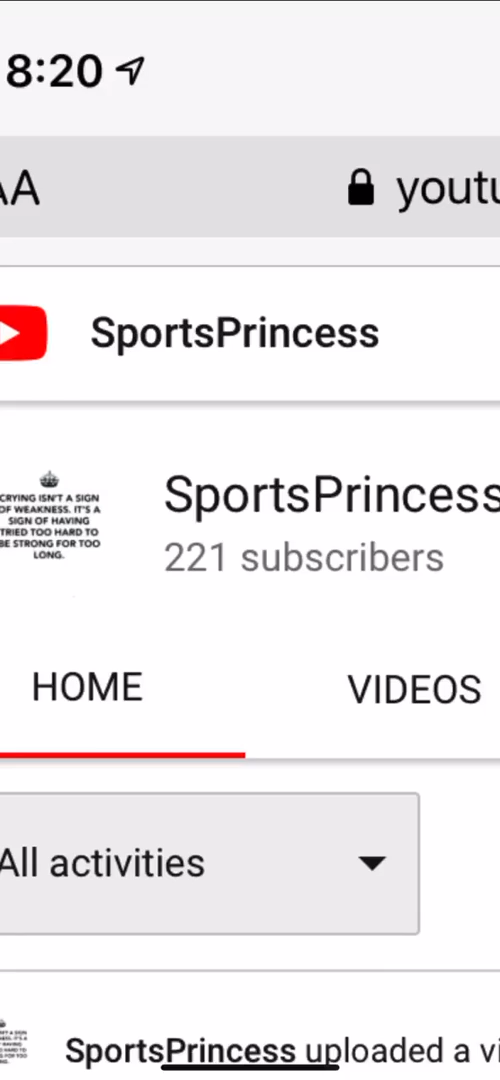 8:20
AA
youtu
SportsPrincess
CRYING ISN'T A SIGN
OF WEAKNESS. IT'S A
SIGN OF HAVING
TRIED TOO HARD TO
BE STRONG FOR TOO
LONG.
SportsPrincess
221 subscribers
HOME
VIDEOS
All activities
SportsPrincess uploaded a vi